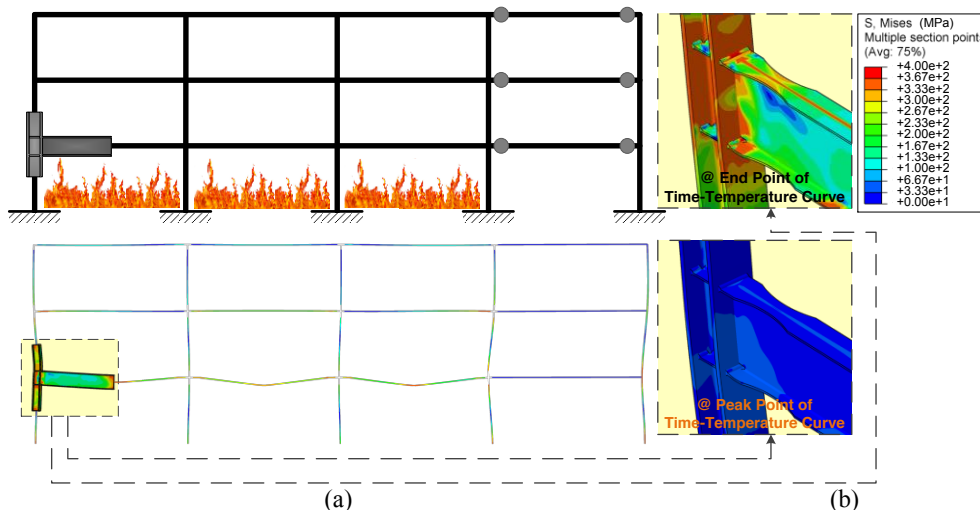 S, Mises (MPa)
Multiple section point
(Avg: 75%)
+4.00e+2
+3.67e+2
+3.33e+2
+3.00e+2
+2.67e+2
+2.33e+2
+2.00e+2
+1.67e+2
+1.33e+2
+1.00e+2
+6.67e+1
+3.33e+1
+0.00e+1
@ End Point of
Time-Temperature Curve
@ Peak Point of
Time-Temperature Curve
(a)
(b)